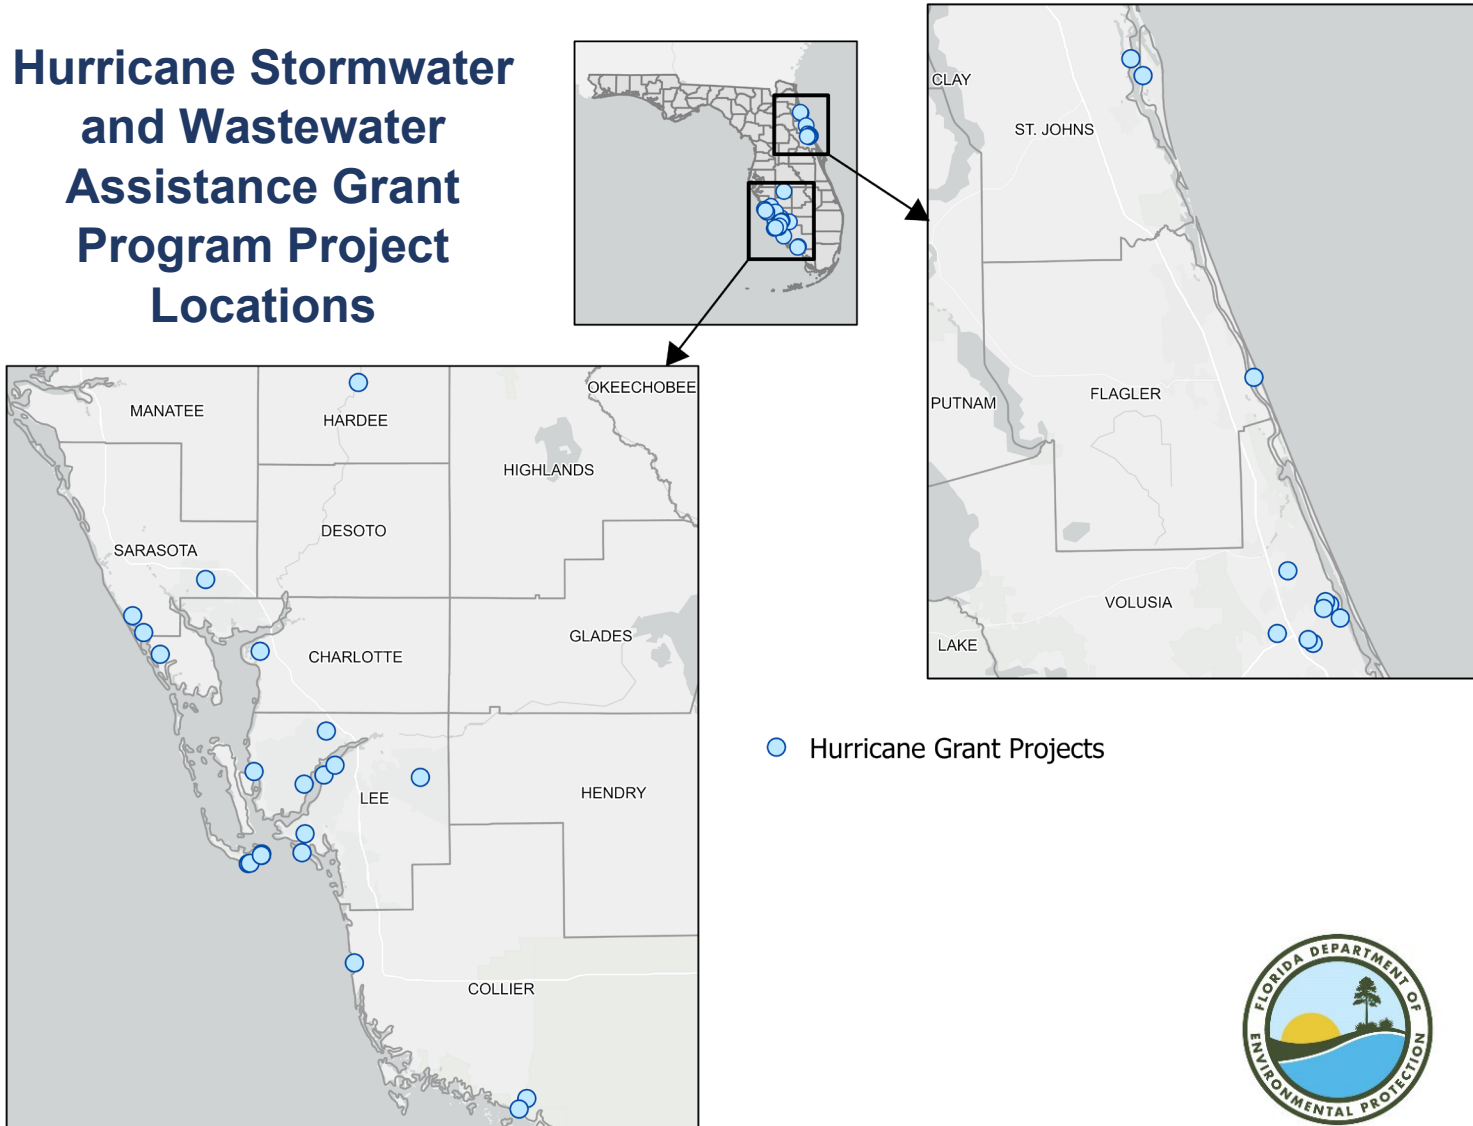 Hurricane Stormwater
and Wastewater
Assistance Grant
Program Project
Locations
CLAY
ST. JOHNS
PUTNAM
FLAGLER
VOLUSIA
LAKE
MANATEE
HARDEE
OKEECHOBEE
HIGHLANDS
DESOTO
SARASOTA
CHARLOTTE
GLADES
LEE
HENDRY
COLLIER
Hurricane Grant Projects
FLORIDA DEPARTMENT OF
ENVIRONMENTAL PROTECTION